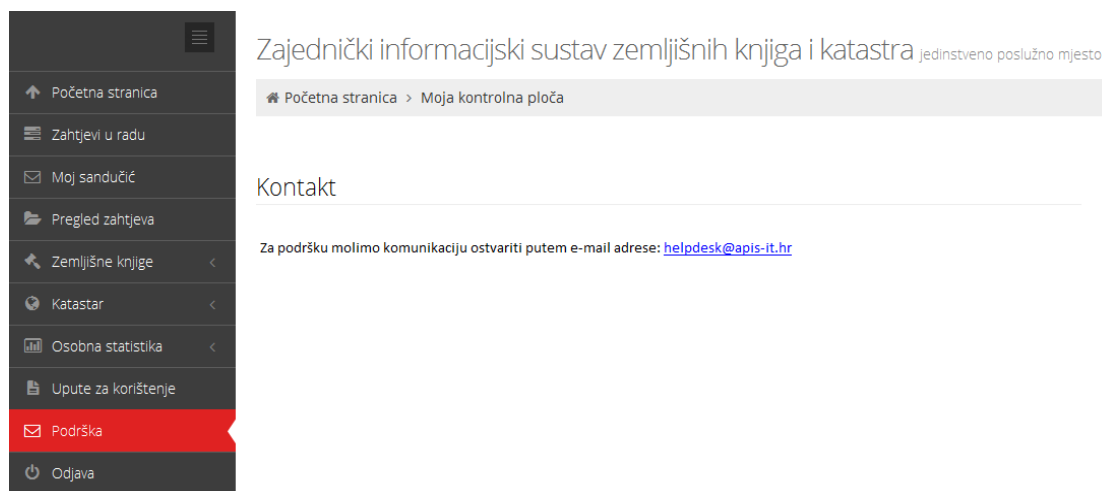 Zajednički informacijski sustav zemljišnih knjiga i katastra jedinstveno poslužno mjesto
Početna stranica > Moja kontrolna ploča
Početna stranica
Zahtjevi u radu
Moj sandučić
Pregled zahtjeva
Zemljišne knjige
Katastar
Osobna statistika
Upute za korištenje
Podrška
Odjava
Kontakt
Za podršku molimo komunikaciju ostvariti putem e-mail adrese: helpdesk@apis-it.hr